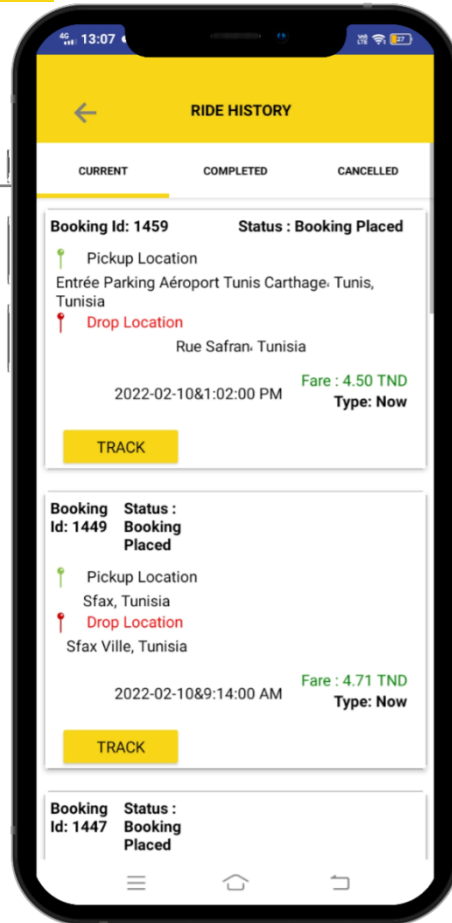 4G 13:07 VoLTE 27
RIDE HISTORY
CURRENT COMPLETED CANCELLED
Booking Id: 1459 Status : Booking Placed
Pickup Location
Entrée Parking Aéroport Tunis Carthage، Tunis,
Tunisia
Drop Location
Rue Safran، Tunisia
Fare : 4.50 TND
2022-02-10&1:02:00 PM
Type: Now
TRACK
Booking Status :
Id: 1449 Booking
Placed
Pickup Location
Sfax, Tunisia
Drop Location
Sfax Ville, Tunisia
Fare : 4.71 TND
2022-02-10&9:14:00 AM
Type: Now
TRACK
Booking Status :
Id: 1447 Booking
Placed